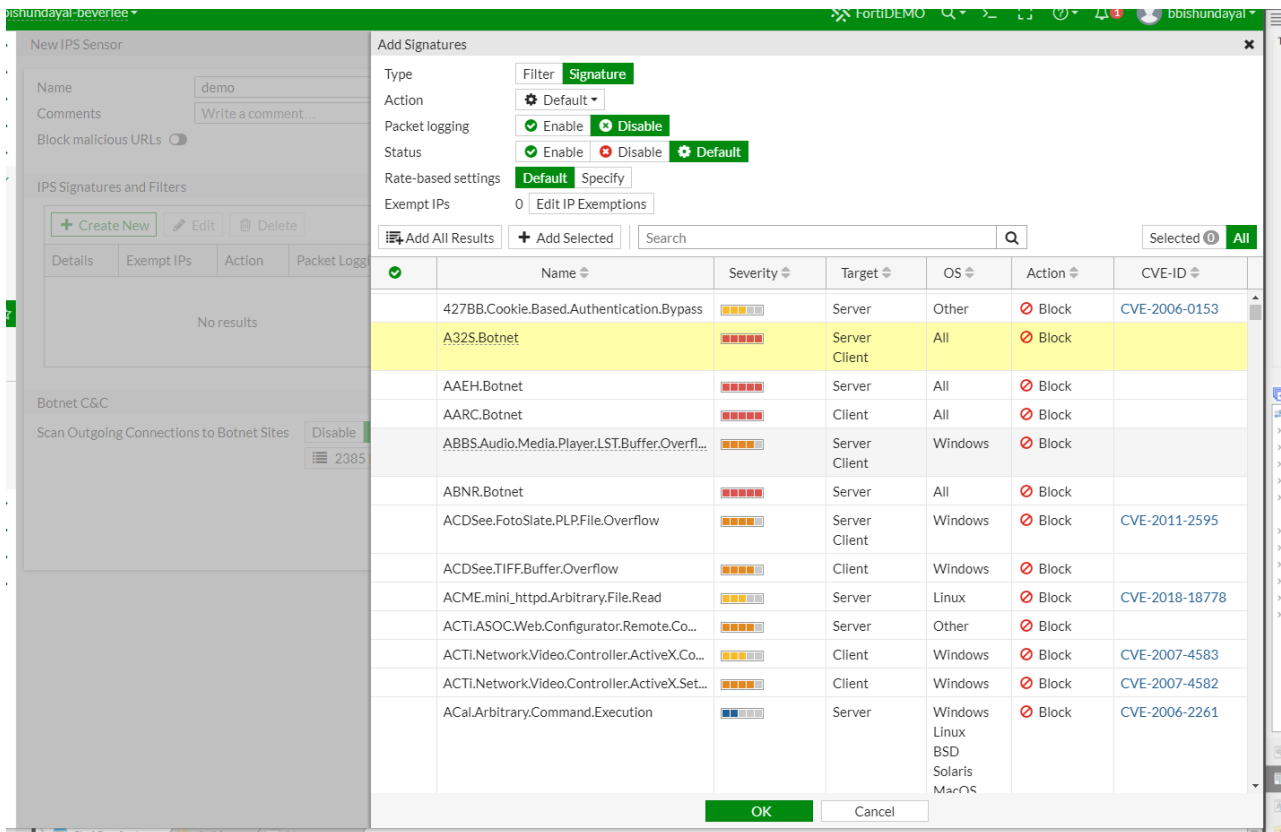 bishundayal-beverlee
FortiDEMO
1
bbishundayal
New IPS Sensor
Name demo
Comments Write a comment...
Block malicious URLs
IPS Signatures and Filters
Create New Edit Delete
Details Exempt IPs Action Packet Loggi
No results
Botnet C&C
Scan Outgoing Connections to Botnet Sites Disable
2385
Add Signatures
Type Filter Signature
Action Default
Packet logging Enable Disable
Status Enable Disable Default
Rate-based settings Default Specify
Exempt IPs 0 Edit IP Exemptions
Add All Results Add Selected Search Selected 0 All
Name Severity Target OS Action CVE-ID
427BB.Cookie.Based.Authentication.Bypass Server Other Block CVE-2006-0153
A32S.Botnet Server All Block
Client
AAEH.Botnet Server All Block
AARC.Botnet Client All Block
ABBS.Audio.Media.Player.LST.Buffer.Overfl... Server Windows Block
Client
ABNR.Botnet Server All Block
ACDSee.FotoSlate.PLP.File.Overflow Server Windows Block CVE-2011-2595
Client
ACDSee.TIFF.Buffer.Overflow Client Windows Block
ACME.mini_httpd.Arbitrary.File.Read Server Linux Block CVE-2018-18778
ACTi.ASOC.Web.Configurator.Remote.Co... Server Other Block
ACTi.Network.Video.Controller.ActiveX.Co... Client Windows Block CVE-2007-4583
ACTi.Network.Video.Controller.ActiveX.Set... Client Windows Block CVE-2007-4582
ACal.Arbitrary.Command.Execution Server Windows Block CVE-2006-2261
Linux
BSD
Solaris
MacOS
OK Cancel